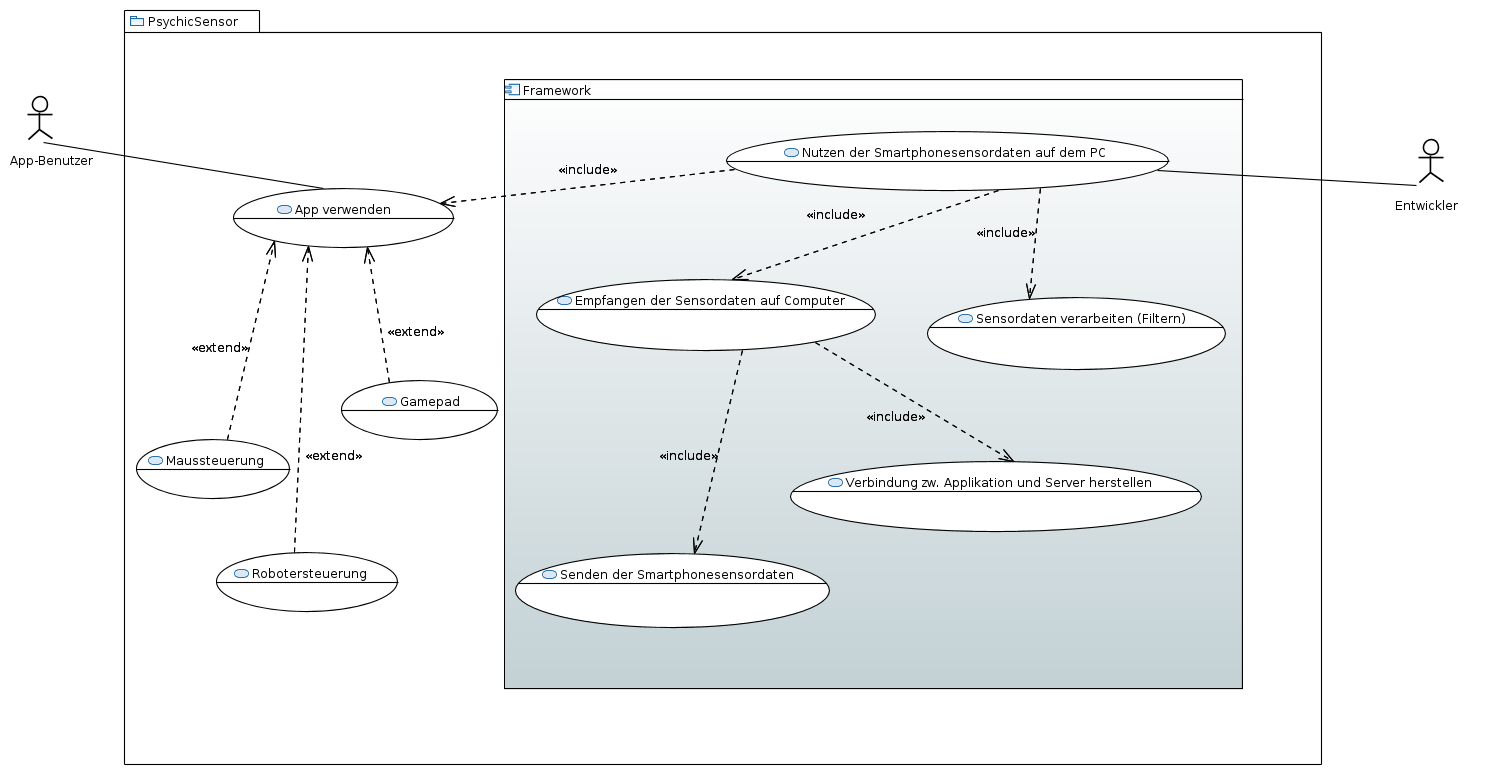 PsychicSensor
Framework
App-Benutzer
Nutzen der Smartphonesensordaten auf dem PC
«include»
Entwickler
App verwenden
«include»
«include»
Empfangen der Sensordaten auf Computer
Sensordaten verarbeiten (Filtern)
«extend»
«extend»
Gamepad
«include»
Maussteuerung
«extend»
«include»
Verbindung zw. Applikation und Server herstellen
Robotersteuerung
Senden der Smartphonesensordaten